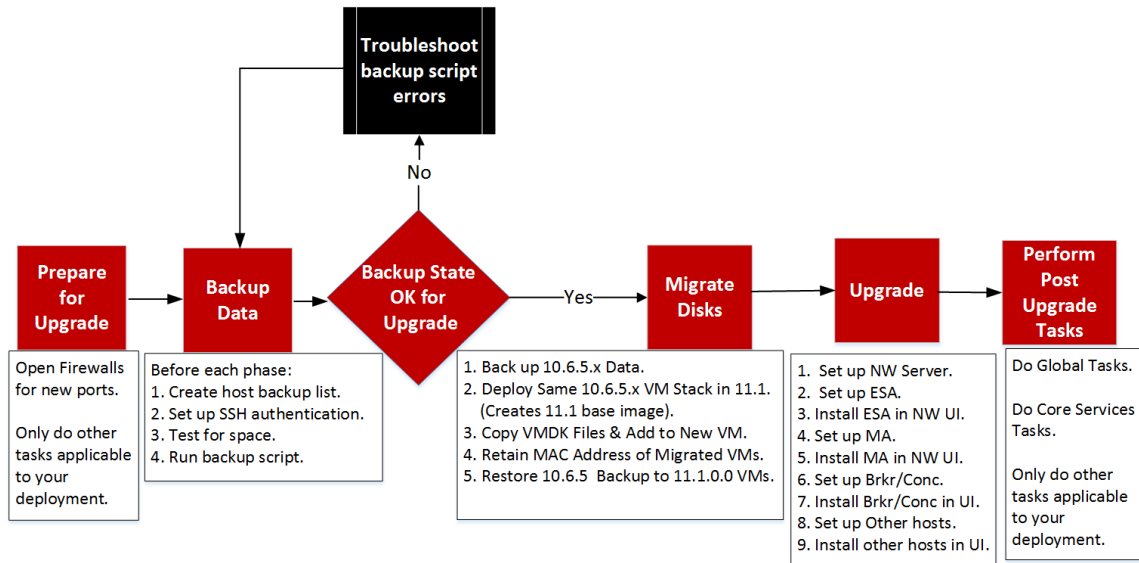 Troubleshoot
backup script
errors
No
Prepare
for
Upgrade
Backup
Data
Backup State
OK for
Upgrade
Yes
Migrate
Disks
Upgrade
Perform
Post
Upgrade
Tasks
Open Firewalls
for new ports.
Only do other
tasks applicable
to your
deployment.
Before each phase:
1. Create host backup list.
2. Set up SSH authentication.
3. Test for space.
4. Run backup script.
1. Back up 10.6.5.x Data.
2. Deploy Same 10.6.5.x VM Stack in 11.1.
(Creates 11.1 base image).
3. Copy VMDK Files & Add to New VM.
4. Retain MAC Address of Migrated VMs.
5. Restore 10.6.5 Backup to 11.1.0.0 VMs.
1. Set up NW Server.
2. Set up ESA.
3. Install ESA in NW UI.
4. Set up MA.
5. Install MA in NW UI.
6. Set up Brkr/Conc.
7. Install Brkr/Conc in UI.
8. Set up Other hosts.
9. Install other hosts in UI.
Do Global Tasks.
Do Core Services
Tasks.
Only do other
tasks applicable
to your
deployment.